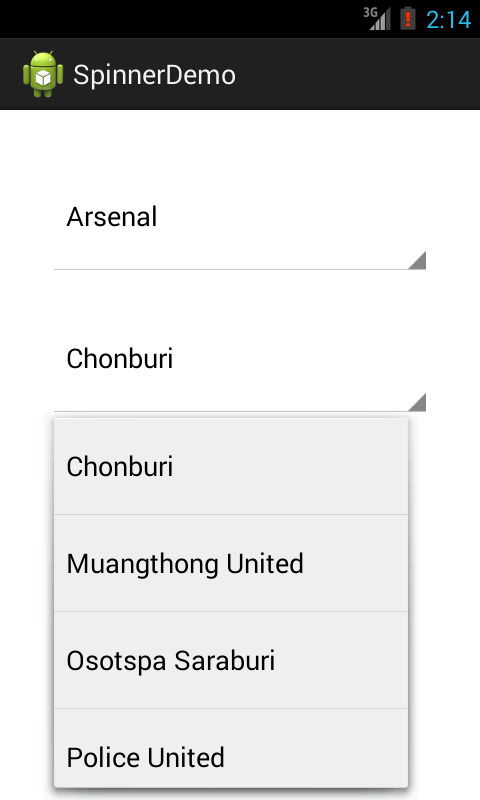 3G 2:14
SpinnerDemo
Arsenal
Chonburi
Chonburi
Muangthong United
Osotspa Saraburi
Police United